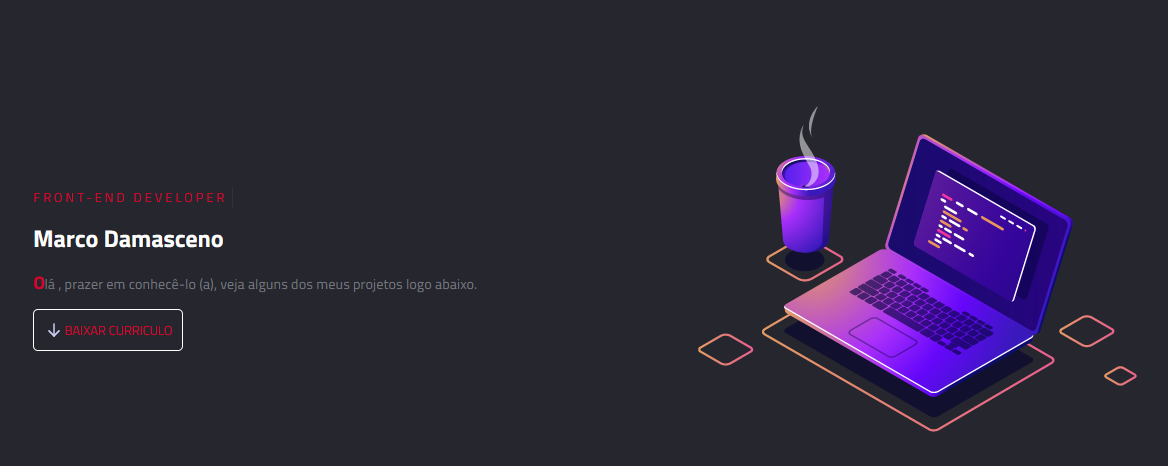 FRONT-END DEVELOPER
Marco Damasceno
Olá , prazer em conhecê-lo (a), veja alguns dos meus projetos logo abaixo.
BAIXAR CURRICULO